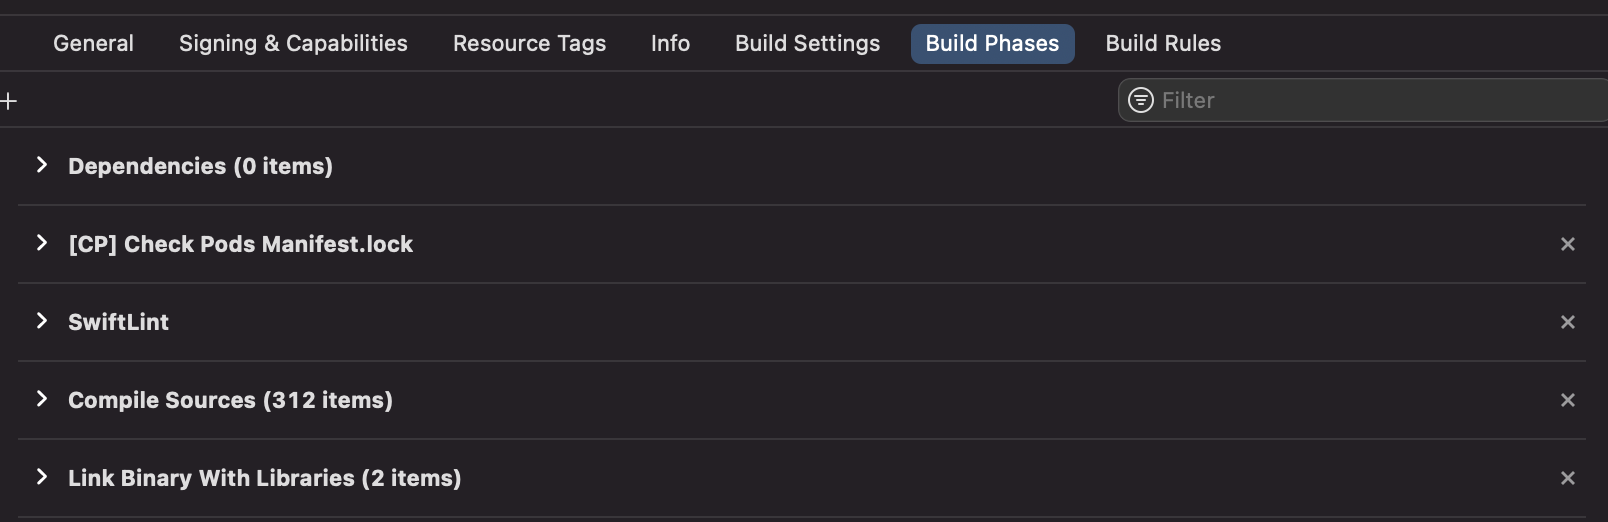 General Signing & Capabilities Resource Tags Info Build Settings Build Phases Build Rules
+ Filter
Dependencies (0 items)
[CP] Check Pods Manifest.lock
SwiftLint
Compile Sources (312 items)
Link Binary With Libraries (2 items)